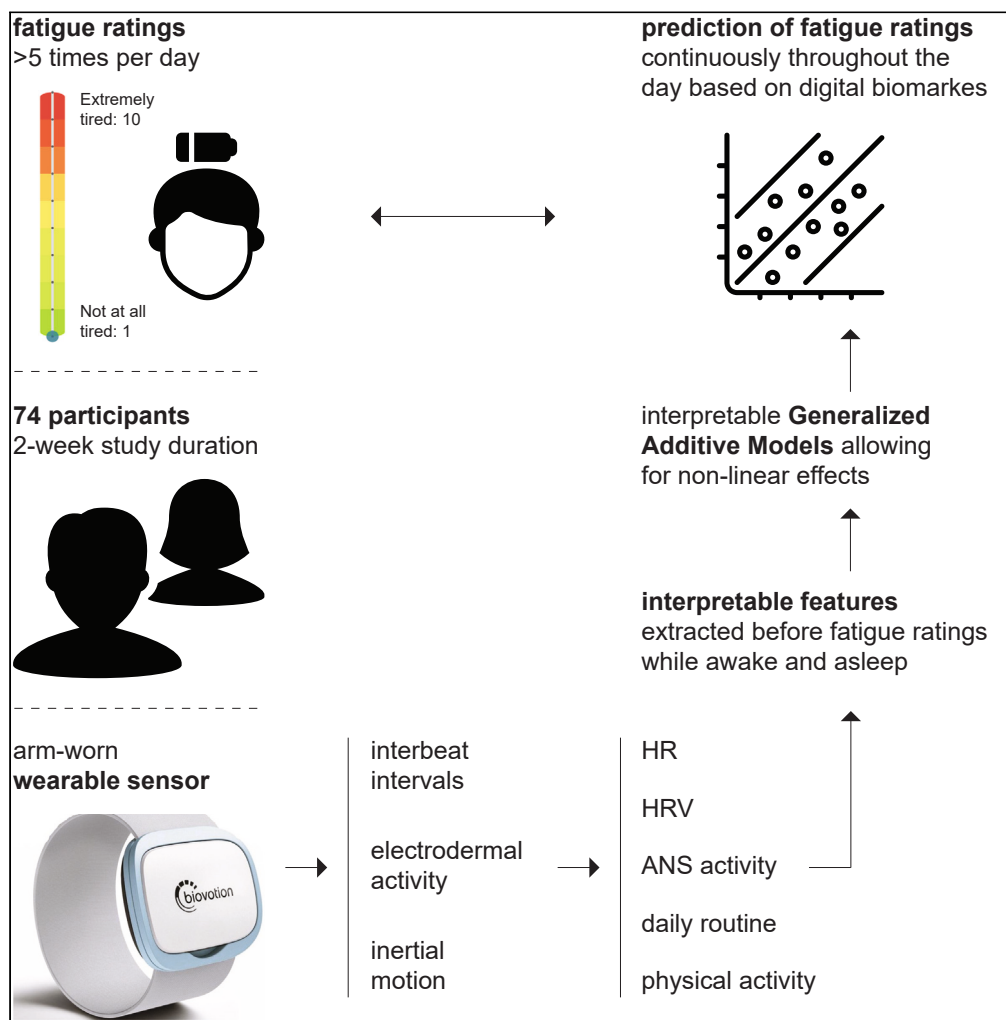 fatigue ratings
>5 times per day
Extremely
tired: 10
Not at all
tired: 1
prediction of fatigue ratings
continuously throughout the
day based on digital biomarkes
74 participants
2-week study duration
interpretable Generalized
Additive Models allowing
for non-linear effects
interpretable features
extracted before fatigue ratings
while awake and asleep
arm-worn
wearable sensor
biovotion
interbeat
intervals
electrodermal
activity
inertial
motion
HR
HRV
ANS activity
daily routine
physical activity